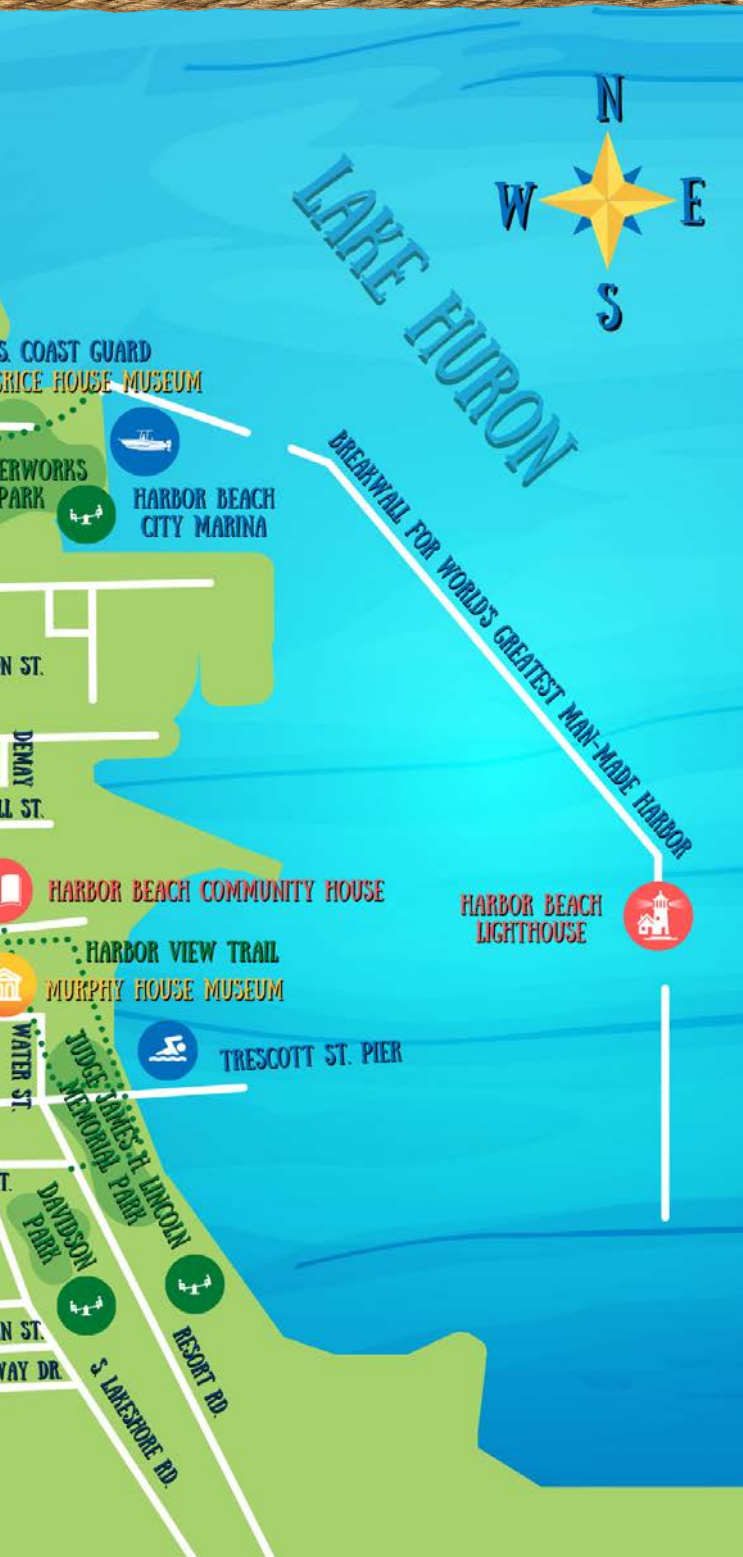 N
W
E
S
LAKE HURON
S. COAST GUARD
RICE HOUSE MUSEUM
ERWORKS
PARK
HARBOR BEACH
CITY MARINA
BREAKWALL FOR WORLD'S GREATEST MAN-MADE HARBOR
N ST.
DEMAY
LL ST.
HARBOR BEACH COMMUNITY HOUSE
HARBOR BEACH
LIGHTHOUSE
HARBOR VIEW TRAIL
MURPHY HOUSE MUSEUM
WATER ST.
TRESCOTT ST. PIER
JUDGE JAMES H. LINCOLN
MEMORIAL PARK
T.
DAVIDSON
PARK
N ST.
WAY DR.
RESORT RD.
S. LAKESHORE RD.